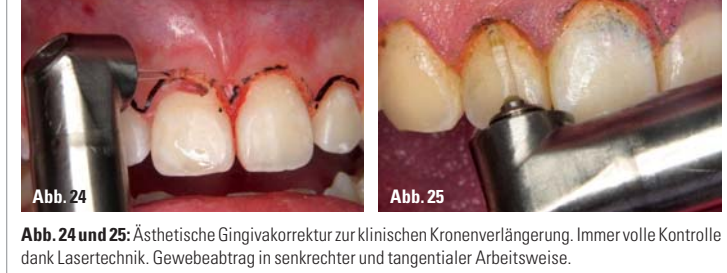 Abb. 24
Abb. 25
Abb. 24 und 25: Ästhetische Gingivakorrektur zur klinischen Kronenverlängerung. Immer volle Kontrolle
dank Lasertechnik. Gewebeabtrag in senkrechter und tangentialer Arbeitsweise.